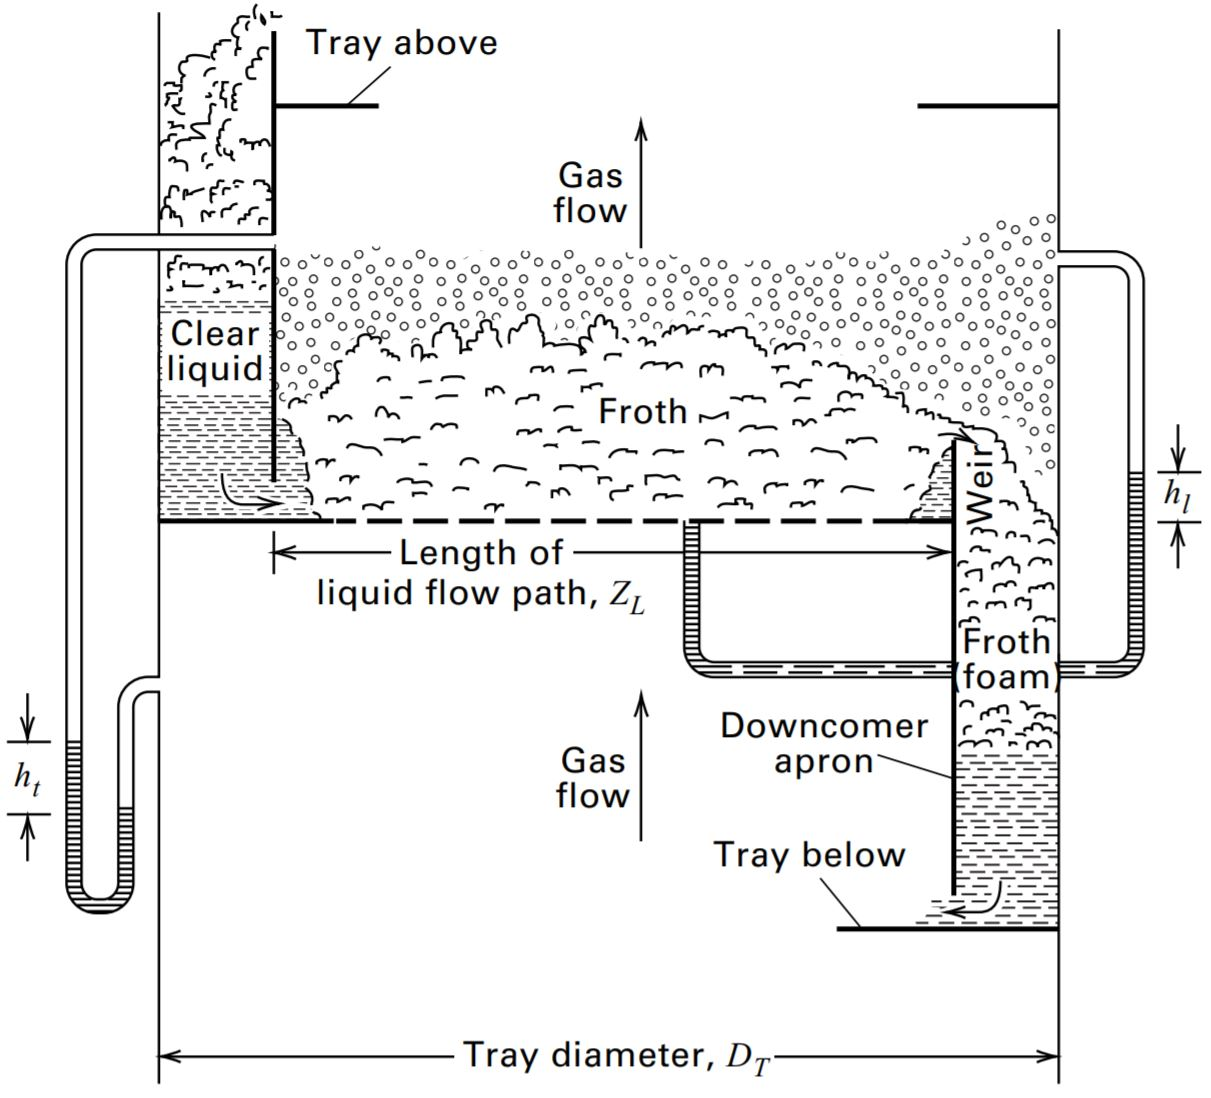 Tray above
Gas
flow
Clear
liquid
Froth
Weir
h_l
Length of
liquid flow path, Z_L
Froth
(foam)
Downcomer
apron
h_t
Gas
flow
Tray below
Tray diameter, D_T